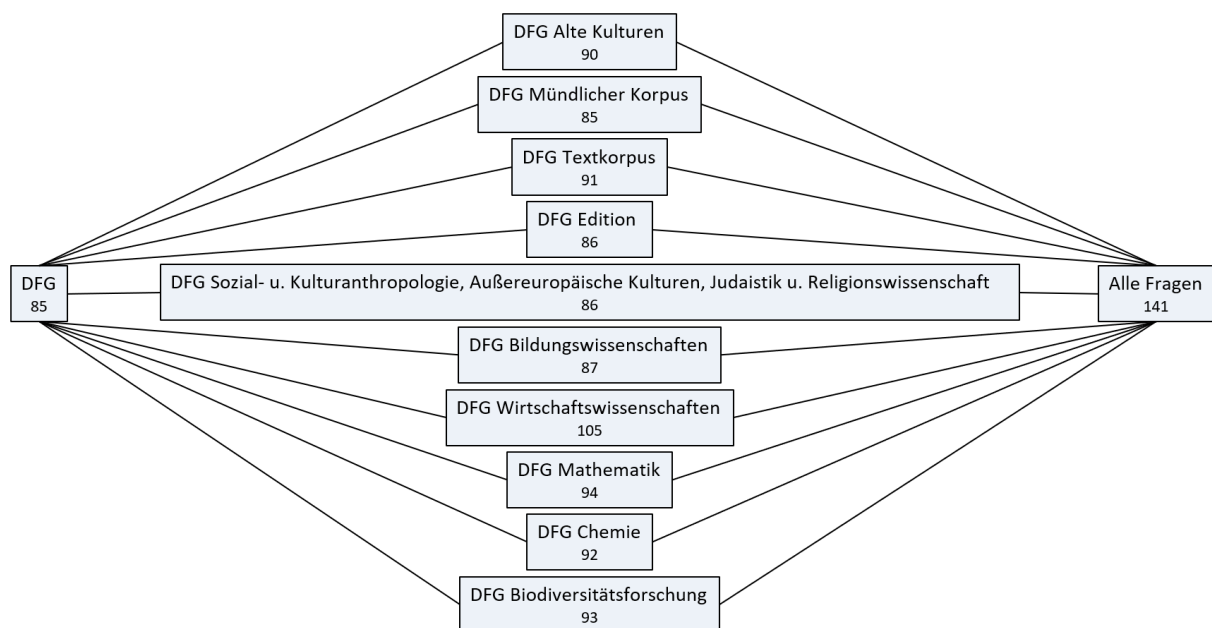 DFG Alte Kulturen
90
DFG Mündlicher Korpus
85
DFG Textkorpus
91
DFG Edition
86
DFG
85
DFG Sozial- u. Kulturanthropologie, Außereuropäische Kulturen, Judaistik u. Religionswissenschaft
86
Alle Fragen
141
DFG Bildungswissenschaften
87
DFG Wirtschaftswissenschaften
105
DFG Mathematik
94
DFG Chemie
92
DFG Biodiversitätsforschung
93